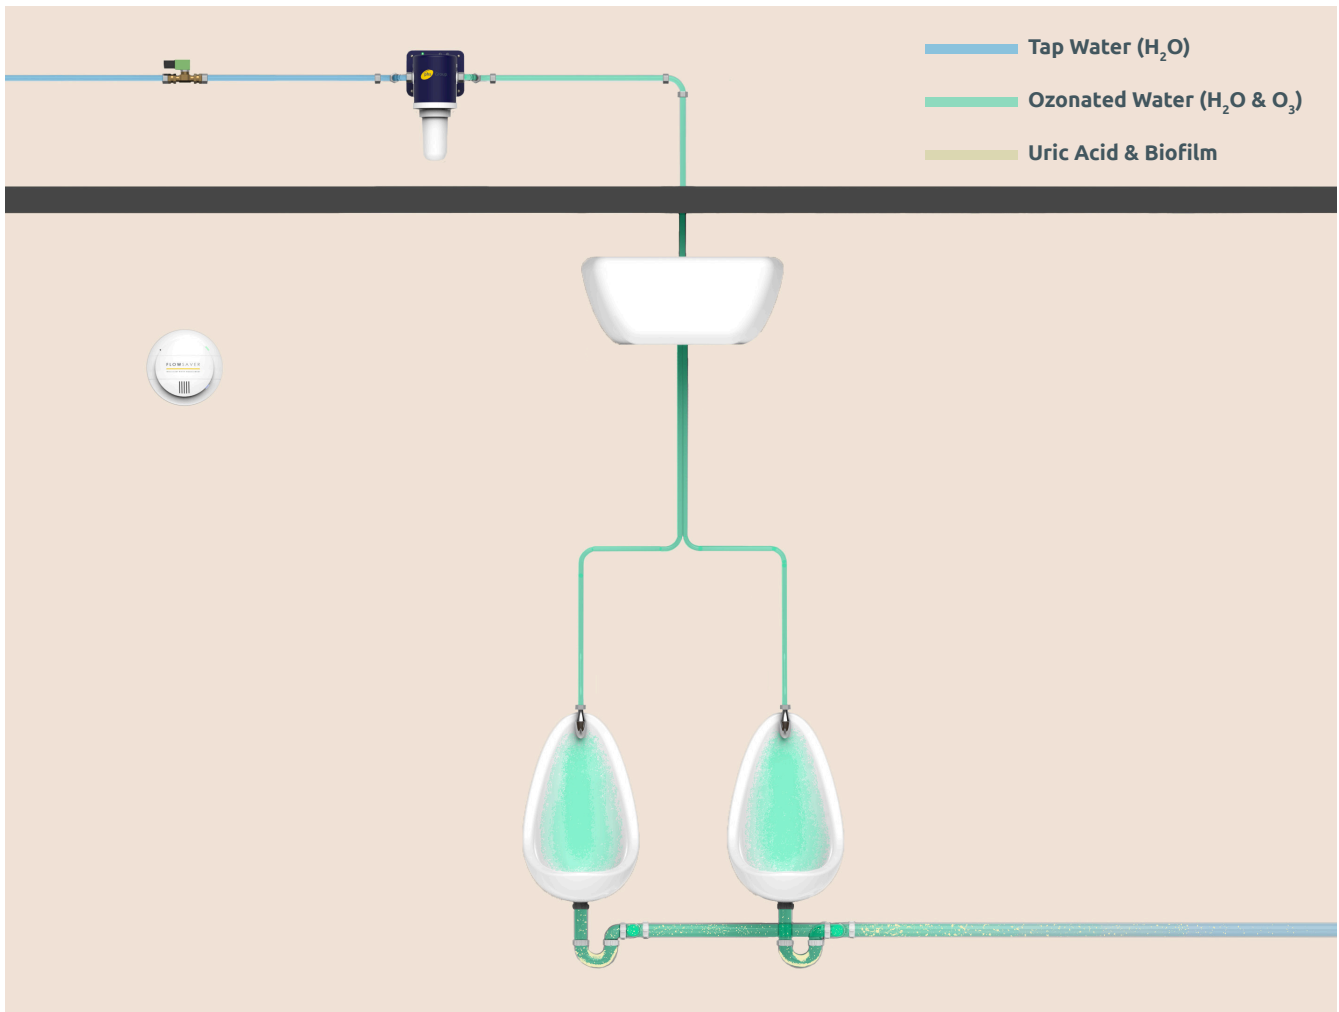 Tap Water (H₂O)
Ozonated Water (H₂O & O₃)
Uric Acid & Biofilm
FLOWSAVER